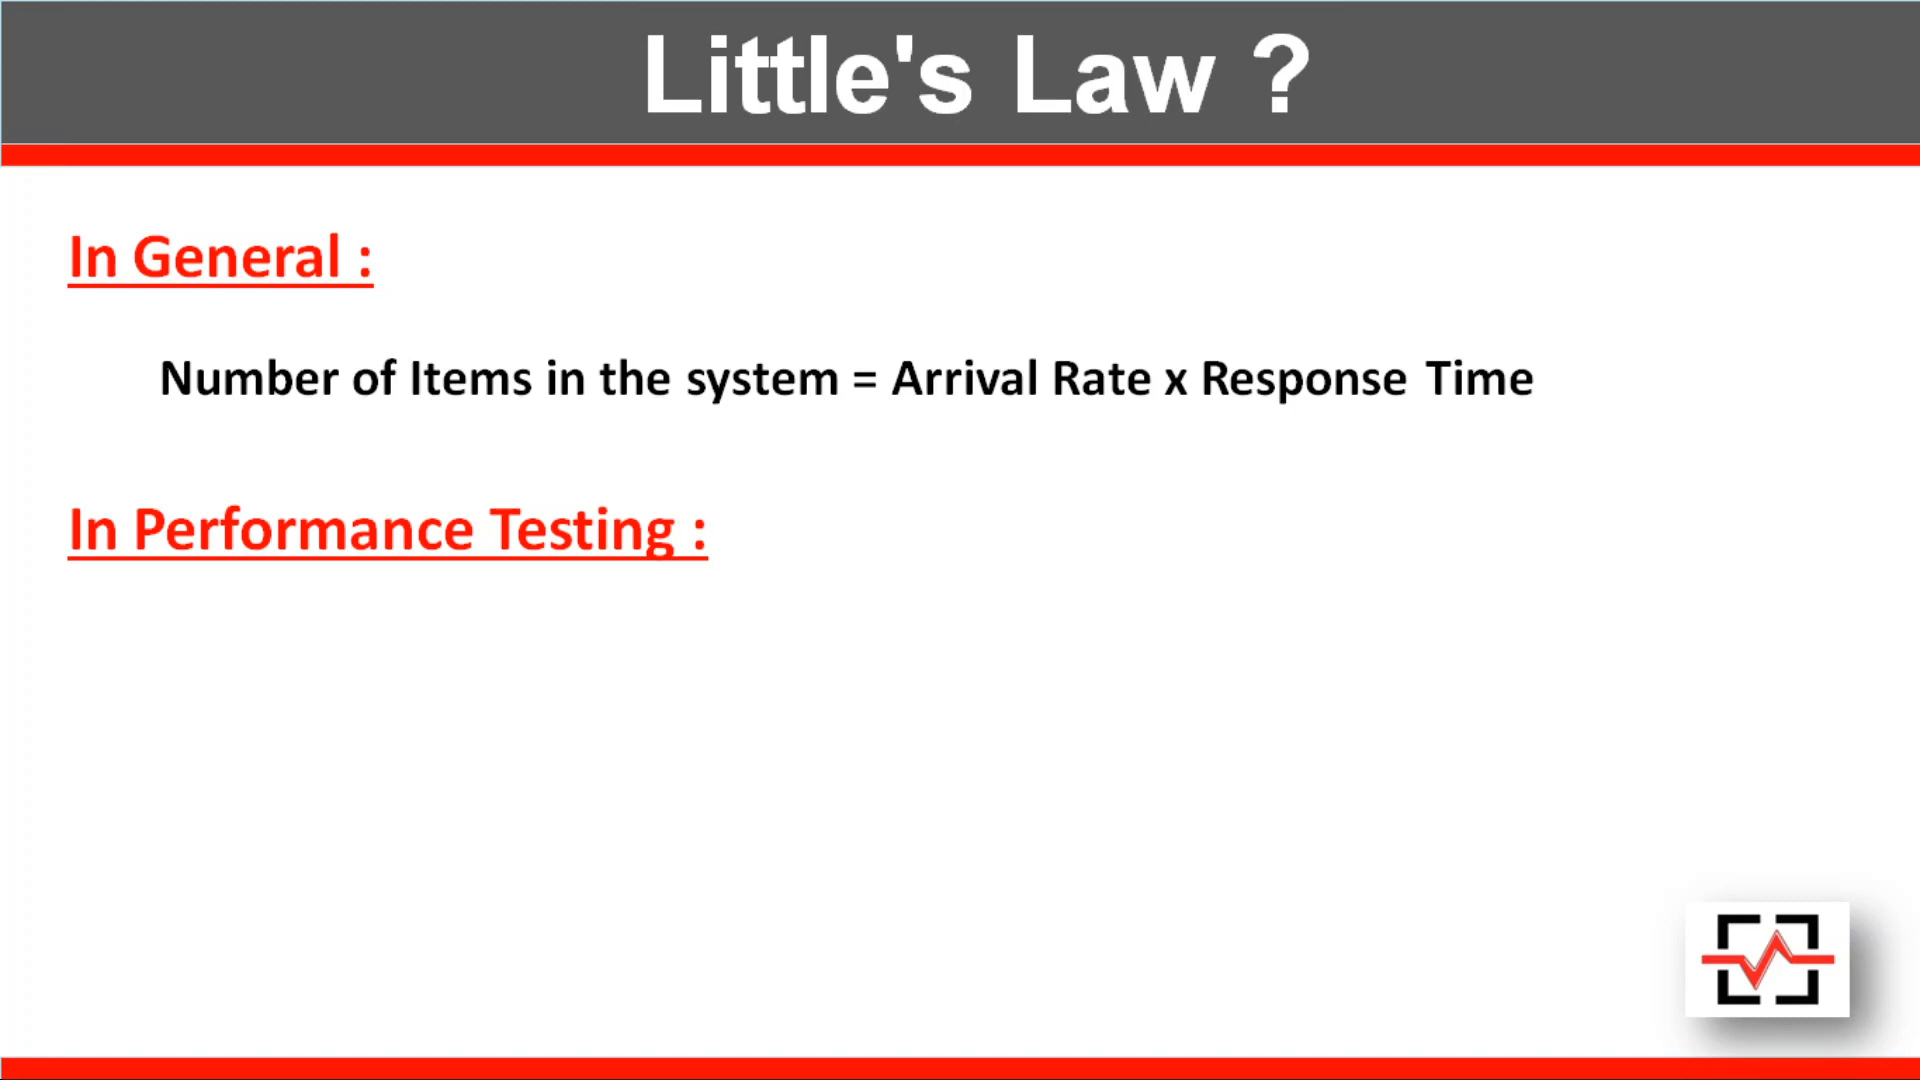 Little's Law ?
In General :
Number of Items in the system = Arrival Rate x Response Time
In Performance Testing :